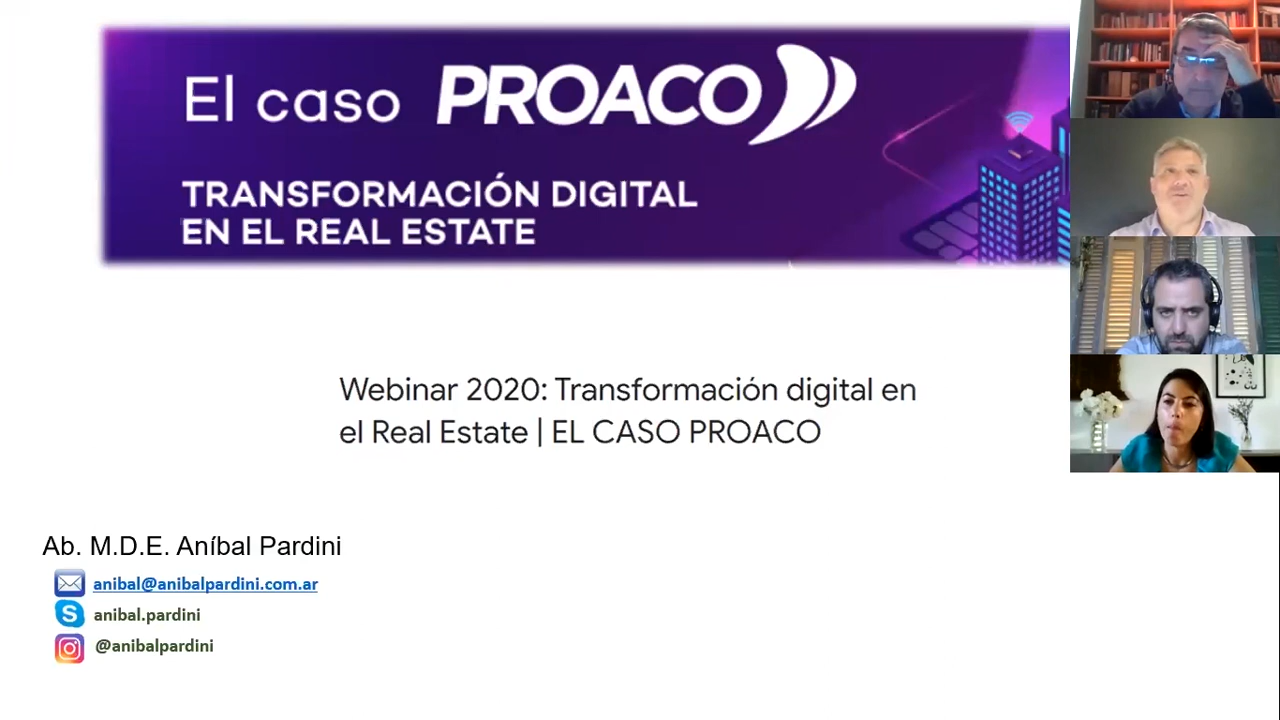 El caso PROACO
TRANSFORMACIÓN DIGITAL
EN EL REAL ESTATE
Webinar 2020: Transformación digital en
el Real Estate | EL CASO PROACO
Ab. M.D.E. Aníbal Pardini
anibal@anibalpardini.com.ar
anibal.pardini
@anibalpardini